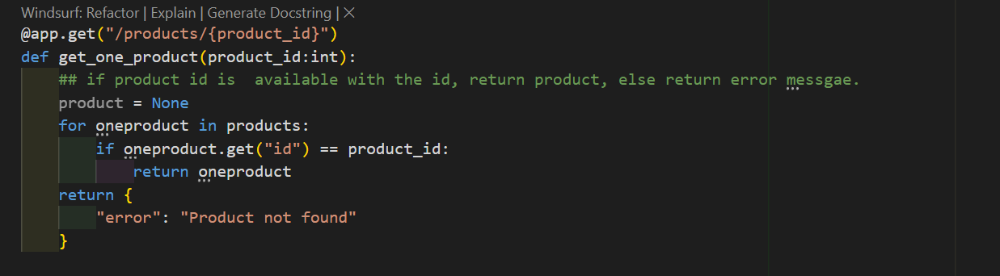 Windsurf: Refactor | Explain | Generate Docstring | ×
@app.get("/products/{product_id}")
def get_one_product(product_id:int):
## if product id is  available with the id, return product, else return error messgae.
product = None
for oneproduct in products:
if oneproduct.get("id") == product_id:
return oneproduct
return {
"error": "Product not found"
}